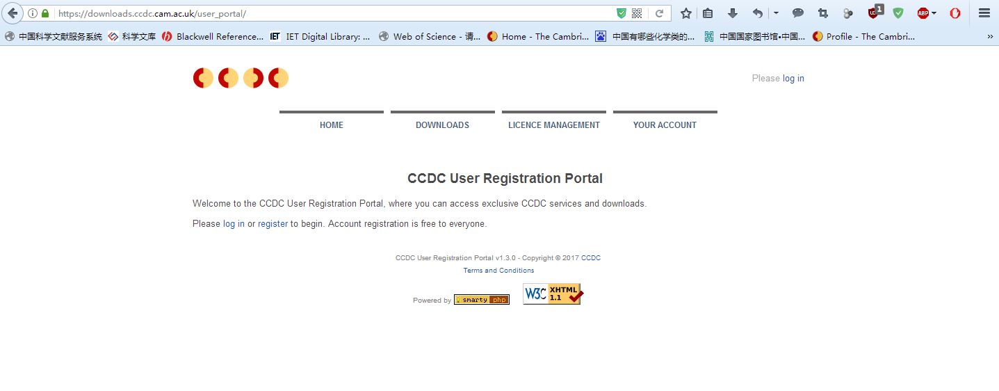 https://downloads.ccdc.cam.ac.uk/user_portal/
1
ABP
中国科学文献服务系统 科学文库 Blackwell Reference... IET IET Digital Library: ... Web of Science - 请... Home - The Cambri... 中国有哪些化学类的... 中国国家图书馆•中国... Profile - The Cambri... »
Please log in
HOME DOWNLOADS LICENCE MANAGEMENT YOUR ACCOUNT
CCDC User Registration Portal
Welcome to the CCDC User Registration Portal, where you can access exclusive CCDC services and downloads.
Please log in or register to begin. Account registration is free to everyone.
CCDC User Registration Portal v1.3.0 - Copyright © 2017 CCDC
Terms and Conditions
Powered by smarty php W3C XHTML 1.1